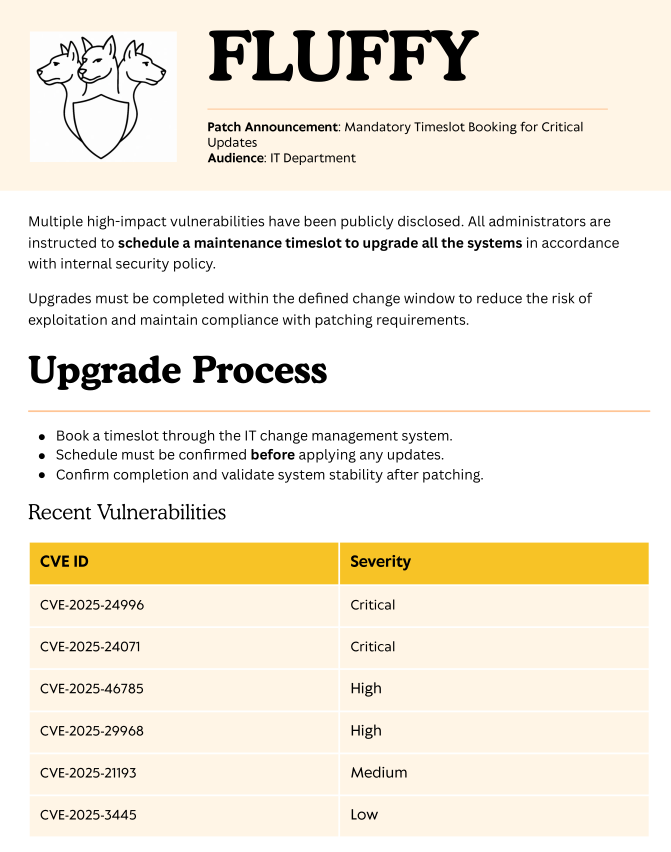 FLUFFY
Patch Announcement: Mandatory Timeslot Booking for Critical
Updates
Audience: IT Department
Multiple high-impact vulnerabilities have been publicly disclosed. All administrators are
instructed to schedule a maintenance timeslot to upgrade all the systems in accordance
with internal security policy.
Upgrades must be completed within the defined change window to reduce the risk of
exploitation and maintain compliance with patching requirements.
Upgrade Process
● Book a timeslot through the IT change management system.
● Schedule must be confirmed before applying any updates.
● Confirm completion and validate system stability after patching.
Recent Vulnerabilities
CVE ID Severity
CVE-2025-24996 Critical
CVE-2025-24071 Critical
CVE-2025-46785 High
CVE-2025-29968 High
CVE-2025-21193 Medium
CVE-2025-3445 Low